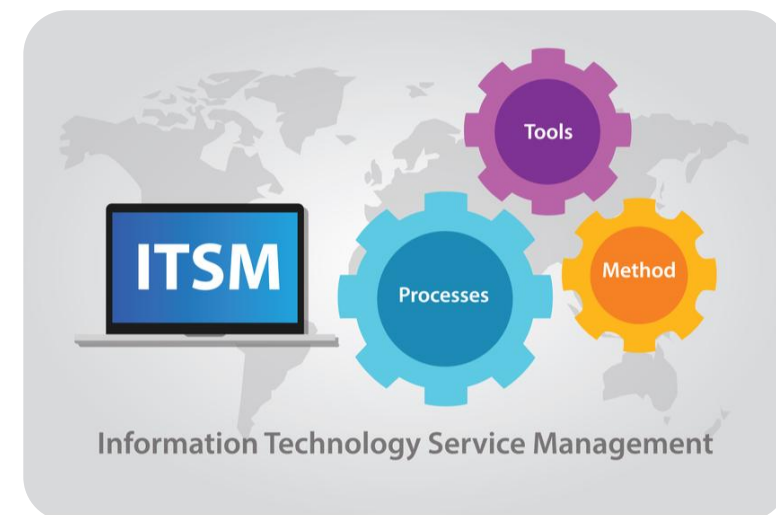 Tools
ITSM
Processes
Method
Information Technology Service Management